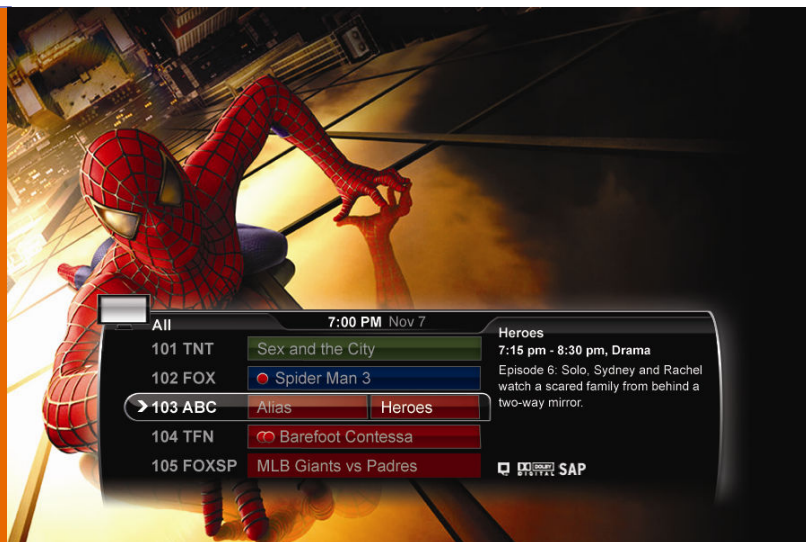 All
7:00 PM Nov 7
101 TNT Sex and the City
102 FOX Spider Man 3
103 ABC Alias Heroes
104 TFN Barefoot Contessa
105 FOXSP MLB Giants vs Padres
Heroes
7:15 pm - 8:30 pm, Drama
Episode 6: Solo, Sydney and Rachel
watch a scared family from behind a
two-way mirror.
DOLBY DIGITAL SAP